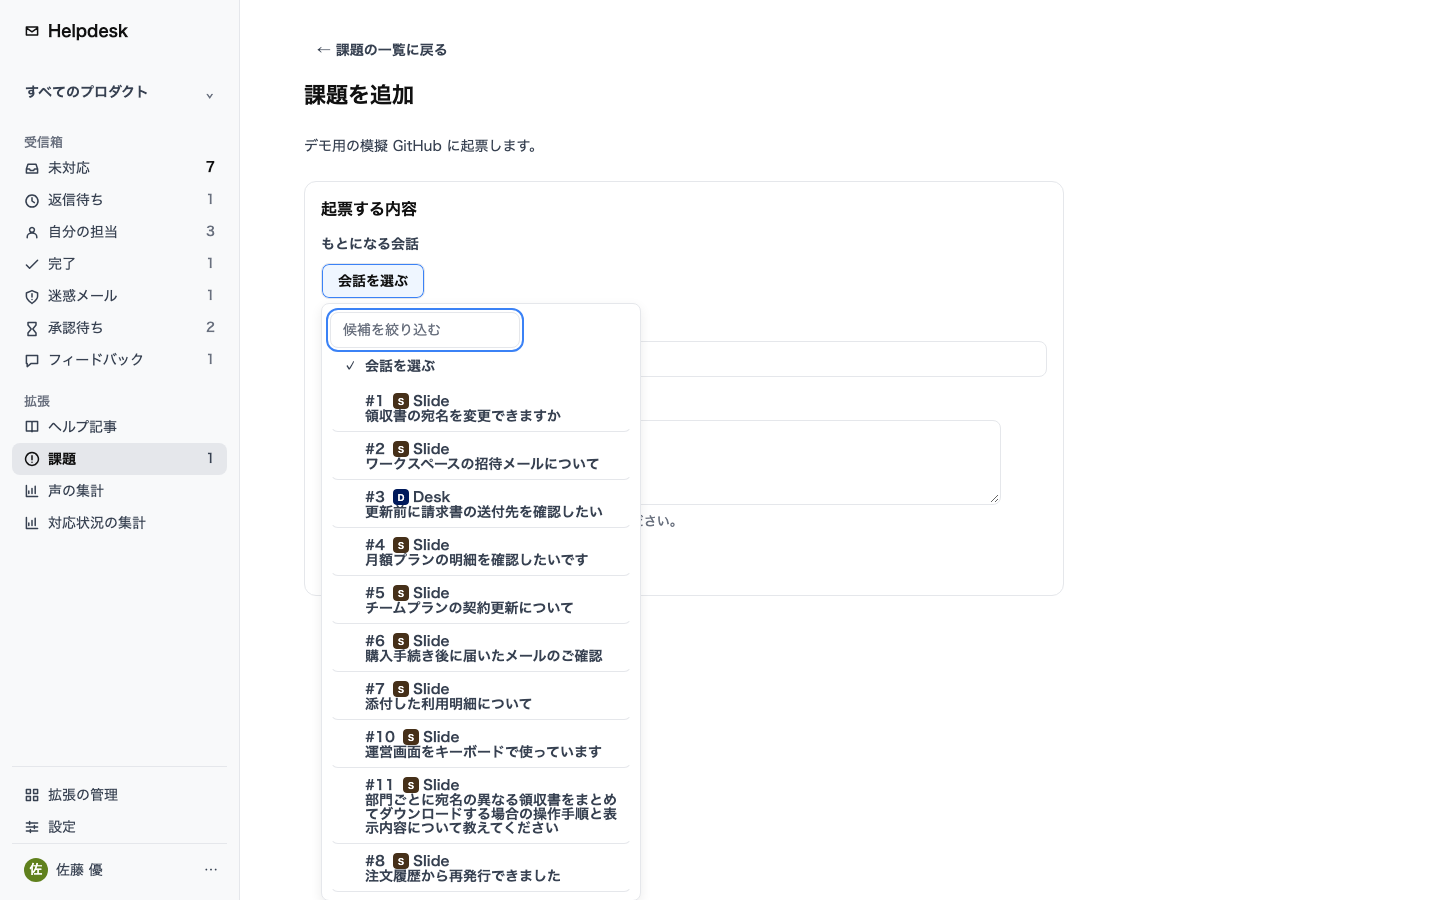 Helpdesk
すべてのプロダクト
受信箱
未対応 7
返信待ち 1
自分の担当 3
完了 1
迷惑メール 1
承認待ち 2
フィードバック 1
拡張
ヘルプ記事
課題 1
声の集計
対応状況の集計
拡張の管理
設定
佐 佐藤 優 …
← 課題の一覧に戻る
課題を追加
デモ用の模擬 GitHub に起票します。
起票する内容
もとになる会話
会話を選ぶ
候補を絞り込む
✓ 会話を選ぶ
#1 S Slide
領収書の宛名を変更できますか
#2 S Slide
ワークスペースの招待メールについて
#3 D Desk
更新前に請求書の送付先を確認したい
#4 S Slide
月額プランの明細を確認したいです
#5 S Slide
チームプランの契約更新について
#6 S Slide
購入手続き後に届いたメールのご確認
#7 S Slide
添付した利用明細について
#10 S Slide
運営画面をキーボードで使っています
#11 S Slide
部門ごとに宛名の異なる領収書をまとめ
てダウンロードする場合の操作手順と表
示内容について教えてください
#8 S Slide
注文履歴から再発行できました
ださい。